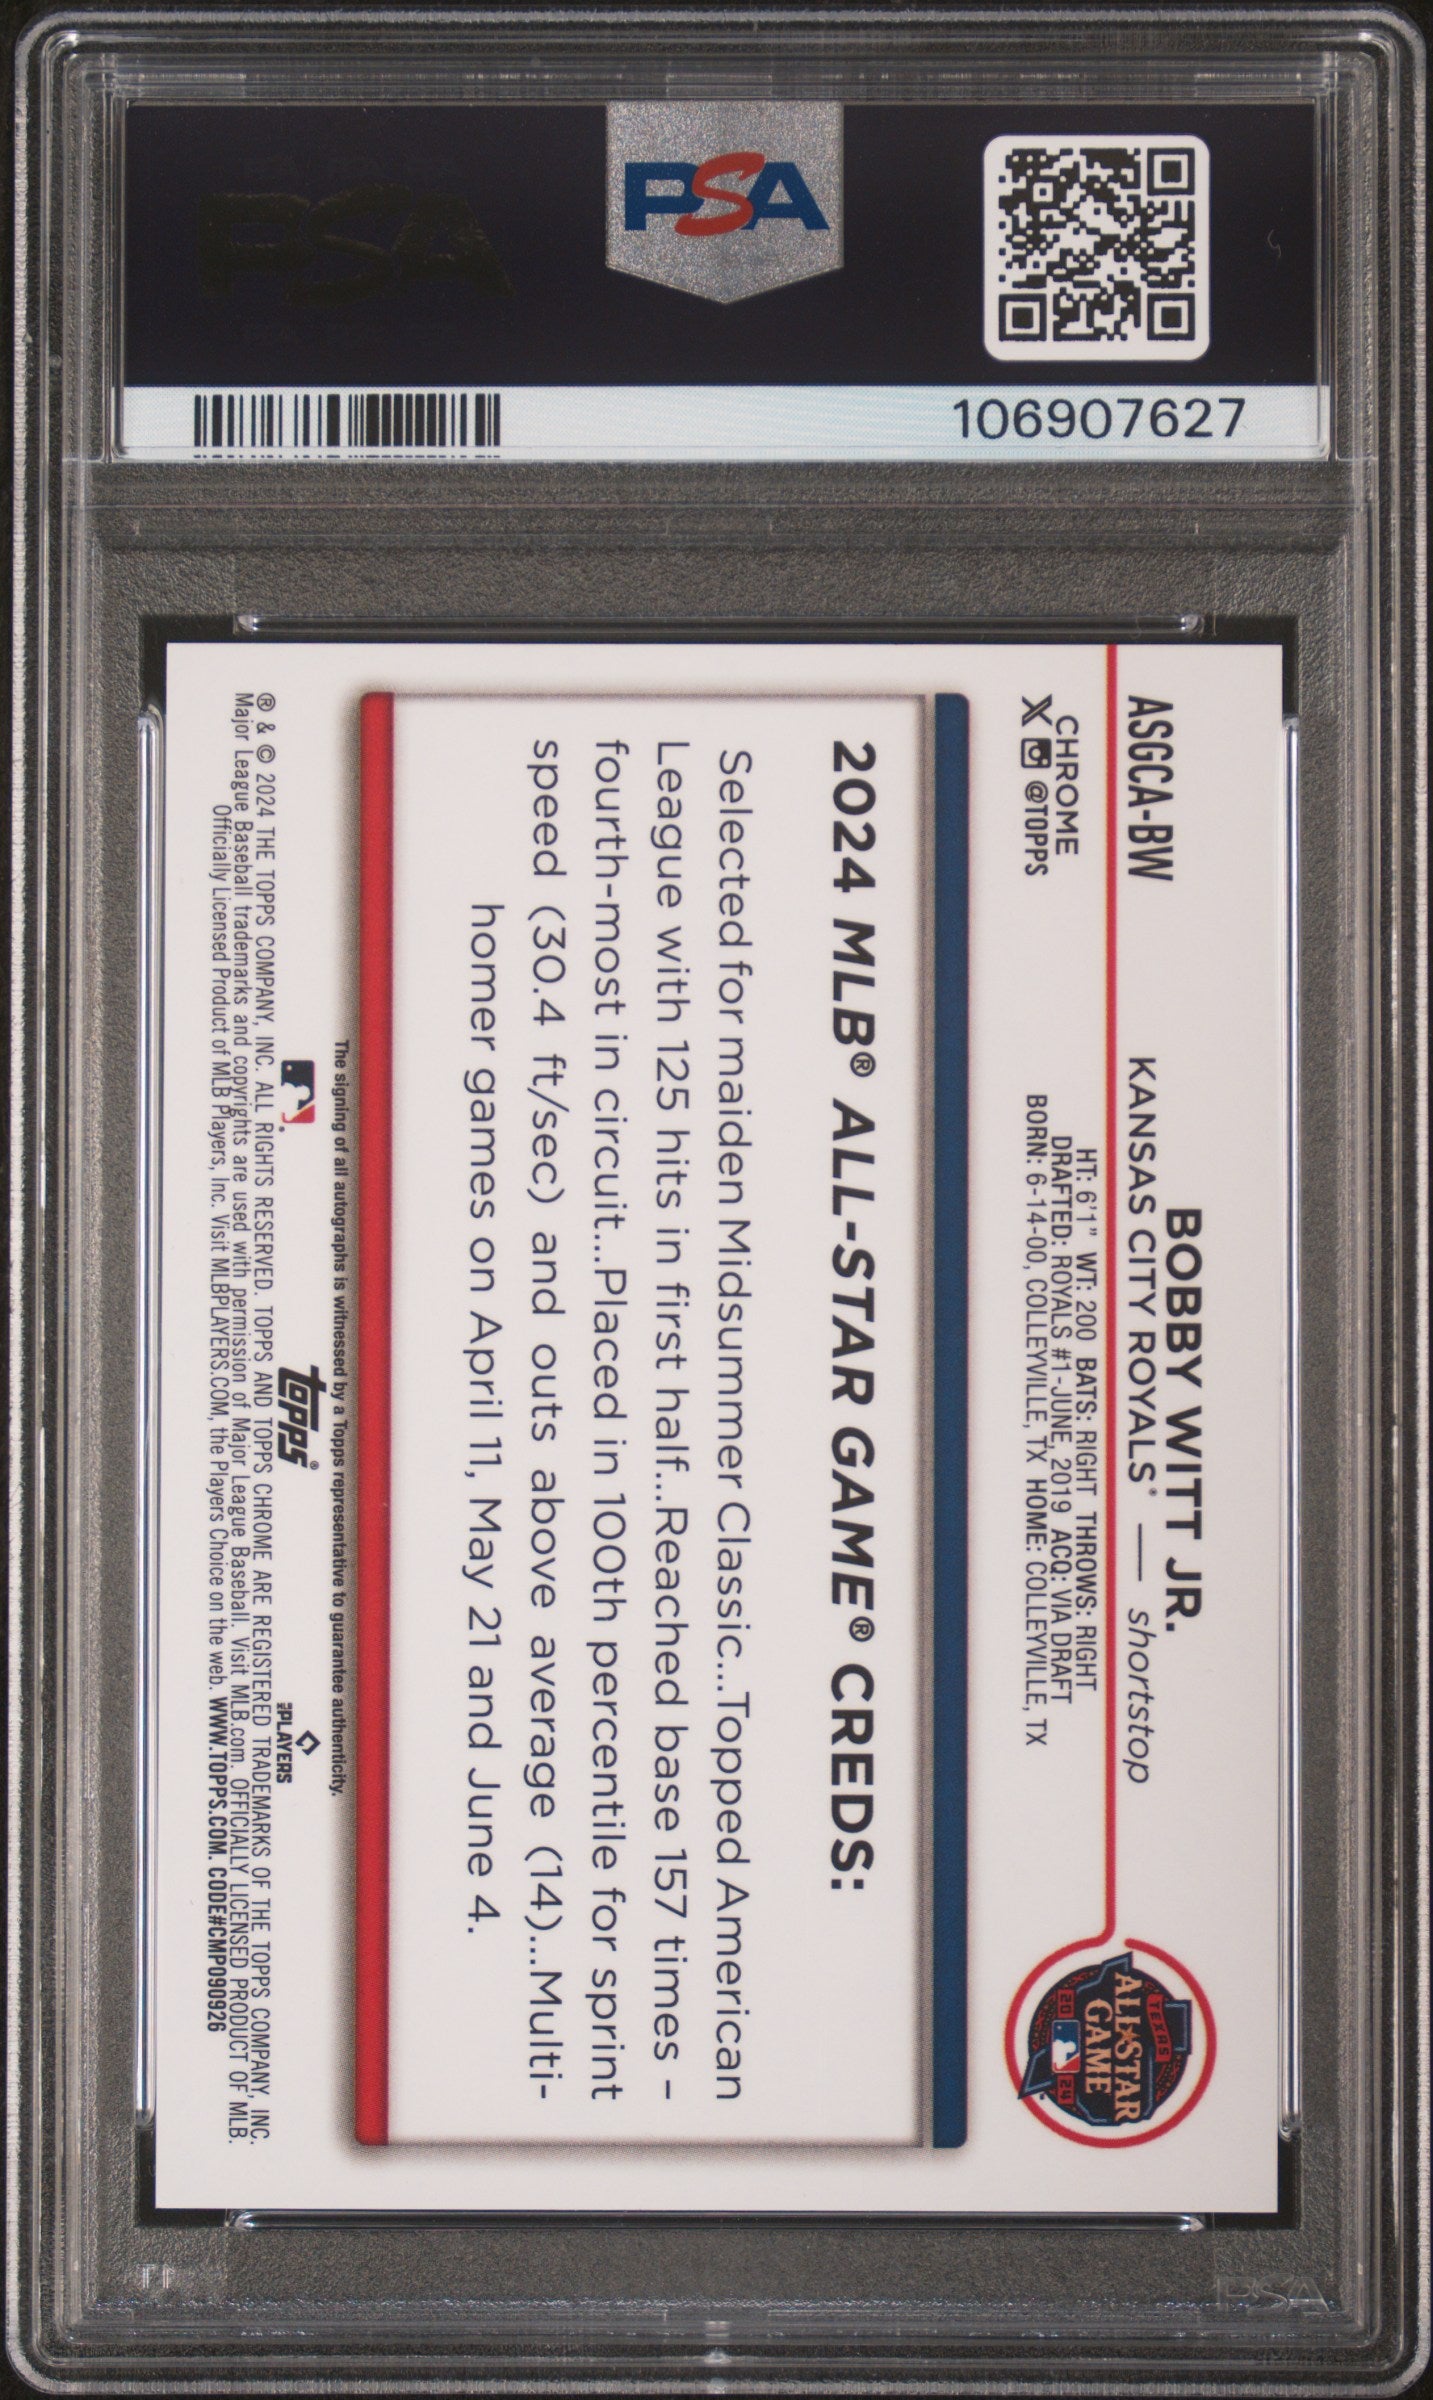 PSA
PSA
106907627
ASGCA-BW
BOBBY WITT JR.
KANSAS CITY ROYALS® — shortstop
CHROME
@TOPPS
HT: 6'1" WT: 200 BATS: RIGHT THROWS: RIGHT
DRAFTED: ROYALS #1-JUNE, 2019 ACQ: VIA DRAFT
BORN: 6-14-00, COLLEYVILLE, TX HOME: COLLEYVILLE, TX
TEXAS
ALL★STAR
GAME
20 24
2024 MLB® ALL-STAR GAME® CREDS:
Selected for maiden Midsummer Classic...Topped American
League with 125 hits in first half...Reached base 157 times –
fourth-most in circuit...Placed in 100th percentile for sprint
speed (30.4 ft/sec) and outs above average (14)...Multi-
homer games on April 11, May 21 and June 4.
The signing of all autographs is witnessed by a Topps representative to guarantee authenticity.
topps®
PLAYERS
® & © 2024 THE TOPPS COMPANY, INC. ALL RIGHTS RESERVED. TOPPS AND TOPPS CHROME ARE REGISTERED TRADEMARKS OF THE TOPPS COMPANY, INC.
Major League Baseball trademarks and copyrights are used with permission of Major League Baseball. Visit MLB.com. OFFICIALLY LICENSED PRODUCT OF MLB.
Officially Licensed Product of MLB Players, Inc. Visit MLBPLAYERS.COM, the Players Choice on the web. WWW.TOPPS.COM. CODE#CMP090926
PSA